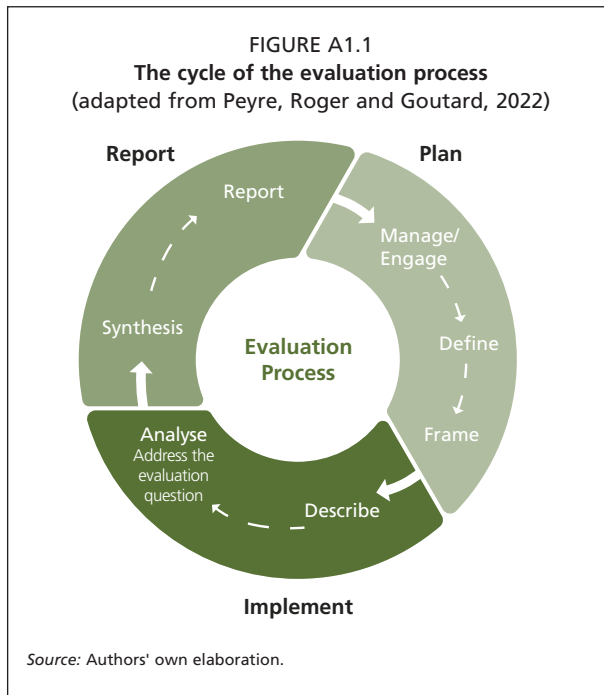 FIGURE A1.1
The cycle of the evaluation process
(adapted from Peyre, Roger and Goutard, 2022)
Report
Plan
Report
Manage/
Engage
Synthesis
Define
Evaluation
Process
Frame
Analyse
Address the
evaluation
question
Describe
Implement
Source: Authors' own elaboration.